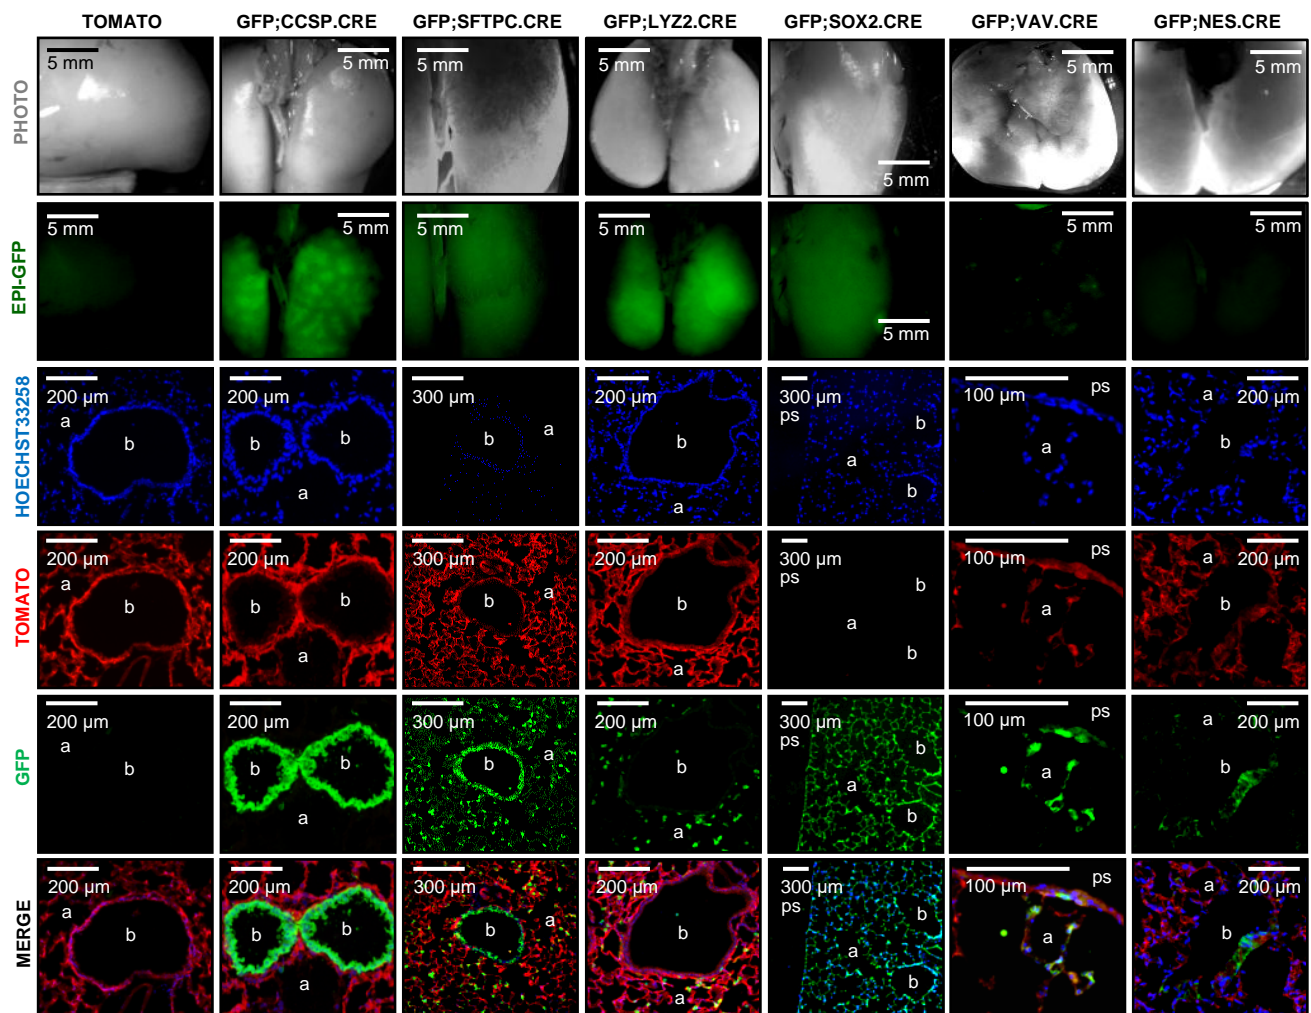 TOMATO GFP;CCSP.CRE GFP;SFTPC.CRE GFP;LYZ2.CRE GFP;SOX2.CRE GFP;VAV.CRE GFP;NES.CRE
PHOTO
5 mm 5 mm 5 mm 5 mm 5 mm 5 mm 5 mm
EPI-GFP
5 mm 5 mm 5 mm 5 mm 5 mm 5 mm 5 mm
HOECHST33258
200 µm 200 µm 300 µm 200 µm 300 µm 100 µm 200 µm
a b b b a b a b a ps a b b ps a a b
TOMATO
200 µm 200 µm 300 µm 200 µm 300 µm 100 µm 200 µm
a b b b a b a b a ps a b b ps a a b
GFP
200 µm 200 µm 300 µm 200 µm 300 µm 100 µm 200 µm
a b b b a b a b a ps a b b ps a a b
MERGE
200 µm 200 µm 300 µm 200 µm 300 µm 100 µm 200 µm
a b b b a b a b a ps a b b ps a a b